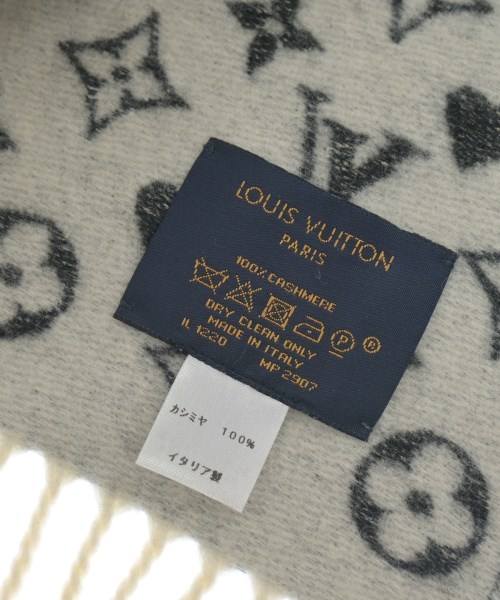 LOUIS VUITTON
PARIS
100% CASHMERE
P B
DRY CLEAN ONLY
MADE IN ITALY
IL 1220 MP 2907
カシミヤ 100%
イタリア製